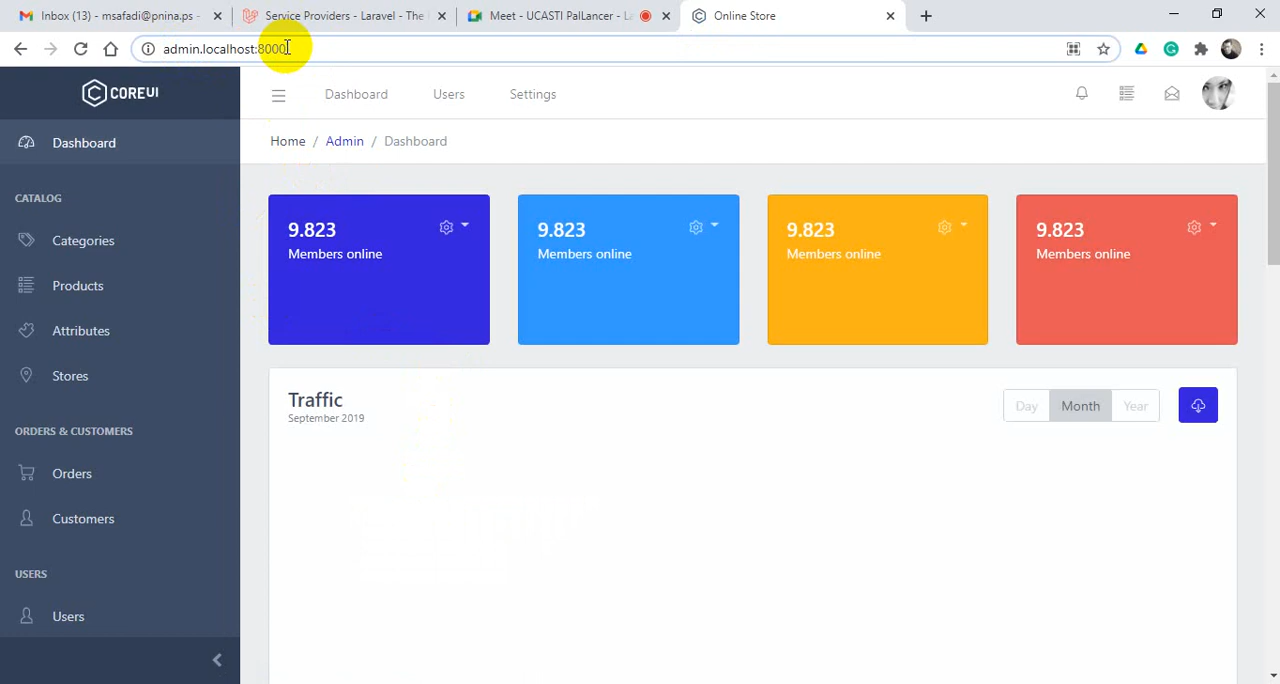 Inbox (13) - msafadi@pnina.ps -
Service Providers - Laravel - The
Meet - UCASTI PalLancer - La
Online Store
admin.localhost:8000
COREUI
Dashboard
Users
Settings
Home / Admin / Dashboard
Dashboard
CATALOG
Categories
Products
Attributes
Stores
ORDERS & CUSTOMERS
Orders
Customers
USERS
Users
9.823
Members online
9.823
Members online
9.823
Members online
9.823
Members online
Traffic
September 2019
Day
Month
Year